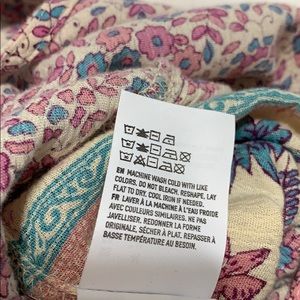 EN MACHINE WASH COLD WITH LIKE
COLORS. DO NOT BLEACH. RESHAPE, LAY
FLAT TO DRY. COOL IRON IF NEEDED.
FR LAVER À LA MACHINE À L'EAU FROIDE
AVEC COULEURS SIMILAIRES. NE PAS
JAVELLISER. REDONNER LA FORME
ORIGINALE, SÉCHER À PLAT. REPASSER À
BASSE TEMPÉRATURE AU BESOIN.